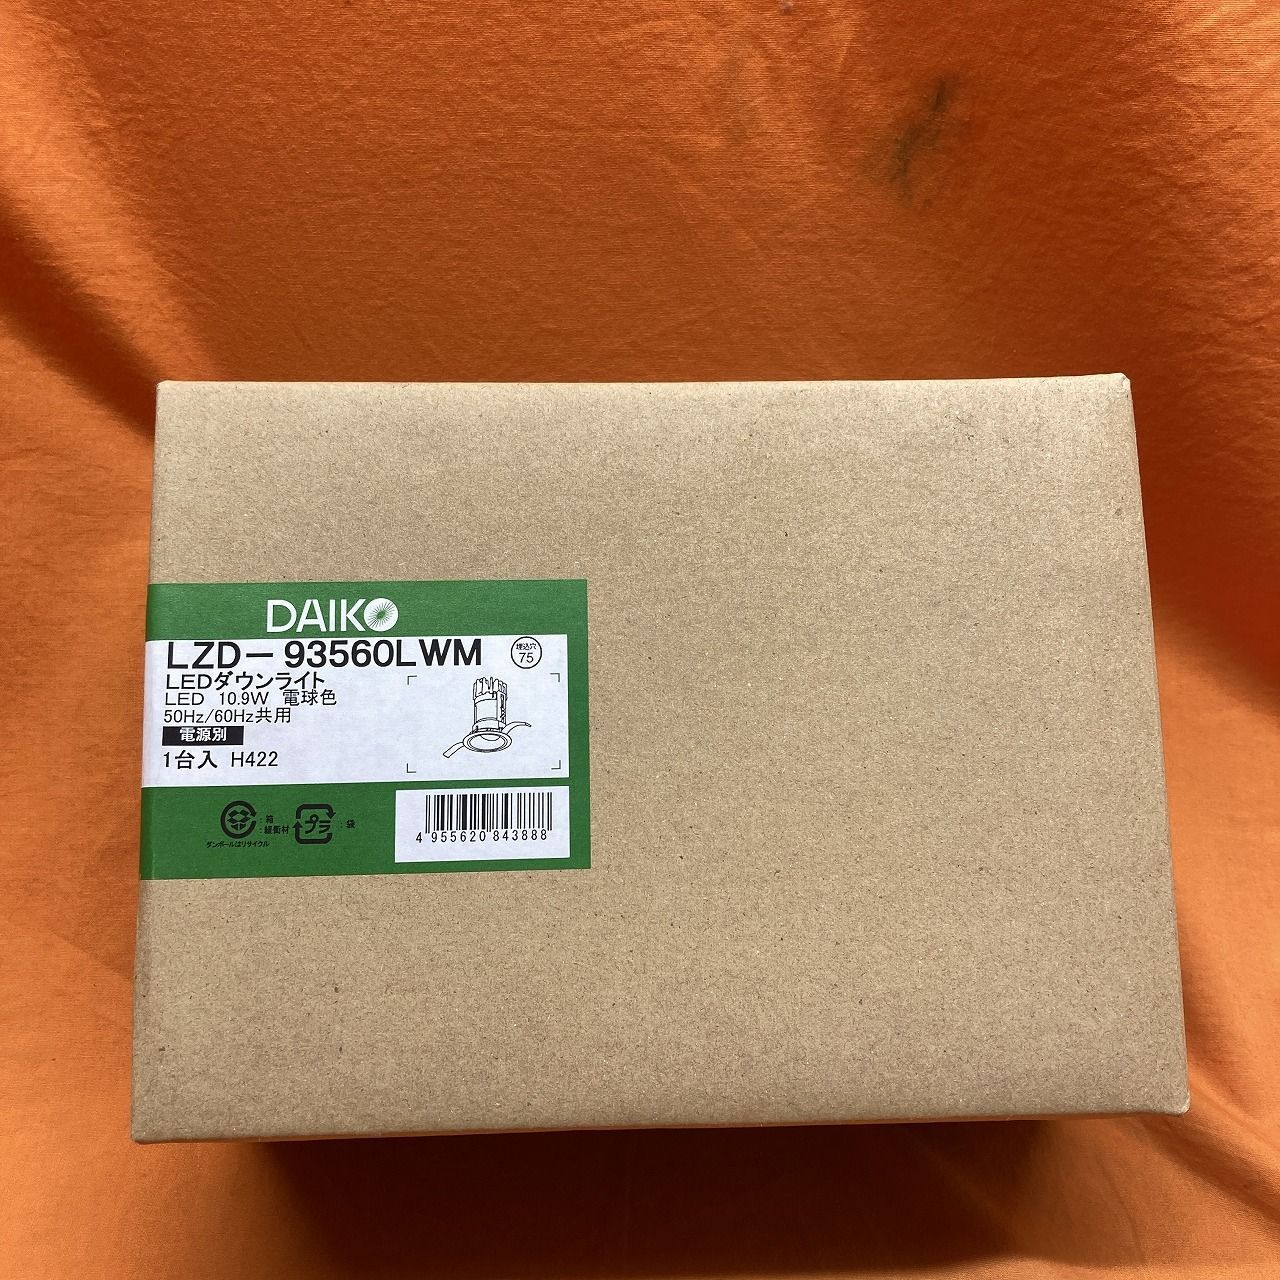 DAIKO
LZD-93560LWM
埋込穴
75
LEDダウンライト
LED 10.9W 電球色
50Hz/60Hz共用
電源別
1台入 H422
:箱
:緩衝材
ダンボールはリサイクル
プラ
:袋
4 955620 843888